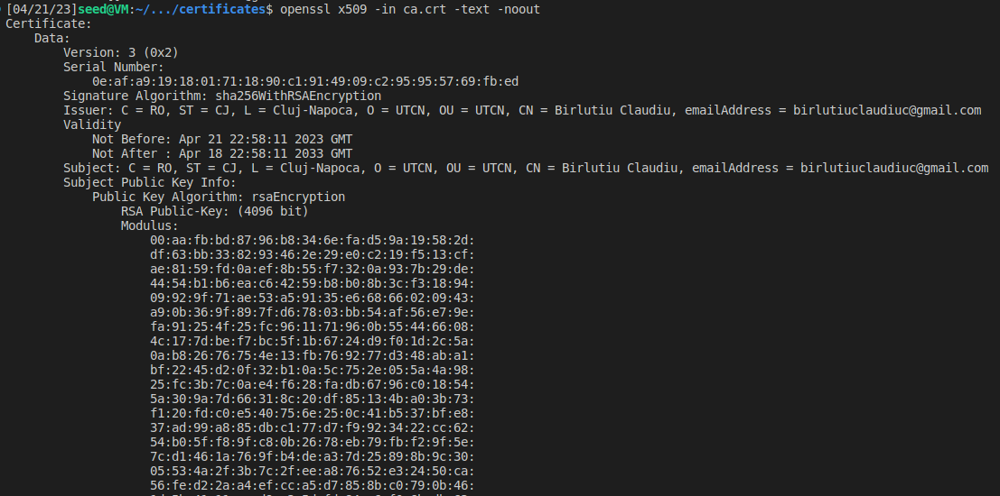 [04/21/23]seed@VM:~/.../certificates$ openssl x509 -in ca.crt -text -noout
Certificate:
    Data:
        Version: 3 (0x2)
        Serial Number:
            0e:af:a9:19:18:01:71:18:90:c1:91:49:09:c2:95:95:57:69:fb:ed
        Signature Algorithm: sha256WithRSAEncryption
        Issuer: C = RO, ST = CJ, L = Cluj-Napoca, O = UTCN, OU = UTCN, CN = Birlutiu Claudiu, emailAddress = birlutiuclaudiuc@gmail.com
        Validity
            Not Before: Apr 21 22:58:11 2023 GMT
            Not After : Apr 18 22:58:11 2033 GMT
        Subject: C = RO, ST = CJ, L = Cluj-Napoca, O = UTCN, OU = UTCN, CN = Birlutiu Claudiu, emailAddress = birlutiuclaudiuc@gmail.com
        Subject Public Key Info:
            Public Key Algorithm: rsaEncryption
                RSA Public-Key: (4096 bit)
                Modulus:
                    00:aa:fb:bd:87:96:b8:34:6e:fa:d5:9a:19:58:2d:
                    df:63:bb:33:82:93:46:2e:29:e0:c2:19:f5:13:cf:
                    ae:81:59:fd:0a:ef:8b:55:f7:32:0a:93:7b:29:de:
                    44:54:b1:b6:ea:c6:42:59:b8:b0:8b:3c:f3:18:94:
                    09:92:9f:71:ae:53:a5:91:35:e6:68:66:02:09:43:
                    a9:0b:36:9f:89:7f:d6:78:03:bb:54:af:56:e7:9e:
                    fa:91:25:4f:25:fc:96:11:71:96:0b:55:44:66:08:
                    4c:17:7d:be:f7:bc:5f:1b:67:24:d9:f0:1d:2c:5a:
                    0a:b8:26:76:75:4e:13:fb:76:92:77:d3:48:ab:a1:
                    bf:22:45:d2:0f:32:b1:0a:5c:75:2e:05:5a:4a:98:
                    25:fc:3b:7c:0a:e4:f6:28:fa:db:67:96:c0:18:54:
                    5a:30:9a:7d:66:31:8c:20:df:85:13:4b:a0:3b:73:
                    f1:20:fd:c0:e5:40:75:6e:25:0c:41:b5:37:bf:e8:
                    37:ad:99:a8:85:db:c1:77:d7:f9:92:34:22:cc:62:
                    54:b0:5f:f8:9f:c8:0b:26:78:eb:79:fb:f2:9f:5e:
                    7c:d1:46:1a:76:9f:b4:de:a3:7d:25:89:8b:9c:30:
                    05:53:4a:2f:3b:7c:2f:ee:a8:76:52:e3:24:50:ca:
                    56:fe:d2:2a:a4:ef:cc:a5:d7:85:8b:c0:79:0b:46: